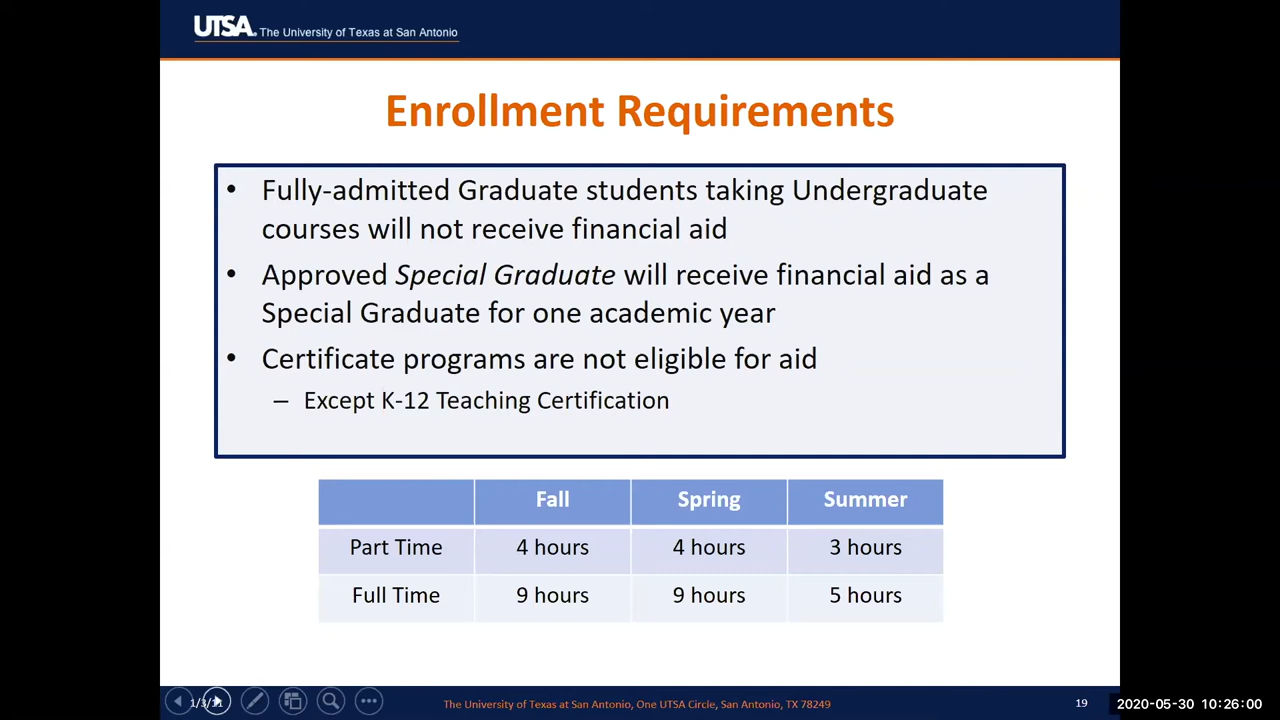 UTSA. The University of Texas at San Antonio
Enrollment Requirements
• Fully-admitted Graduate students taking Undergraduate
courses will not receive financial aid
• Approved Special Graduate will receive financial aid as a
Special Graduate for one academic year
• Certificate programs are not eligible for aid
– Except K-12 Teaching Certification
Fall Spring Summer
Part Time 4 hours 4 hours 3 hours
Full Time 9 hours 9 hours 5 hours
The University of Texas at San Antonio, One UTSA Circle, San Antonio, TX 78249
19
2020-05-30 10:26:00